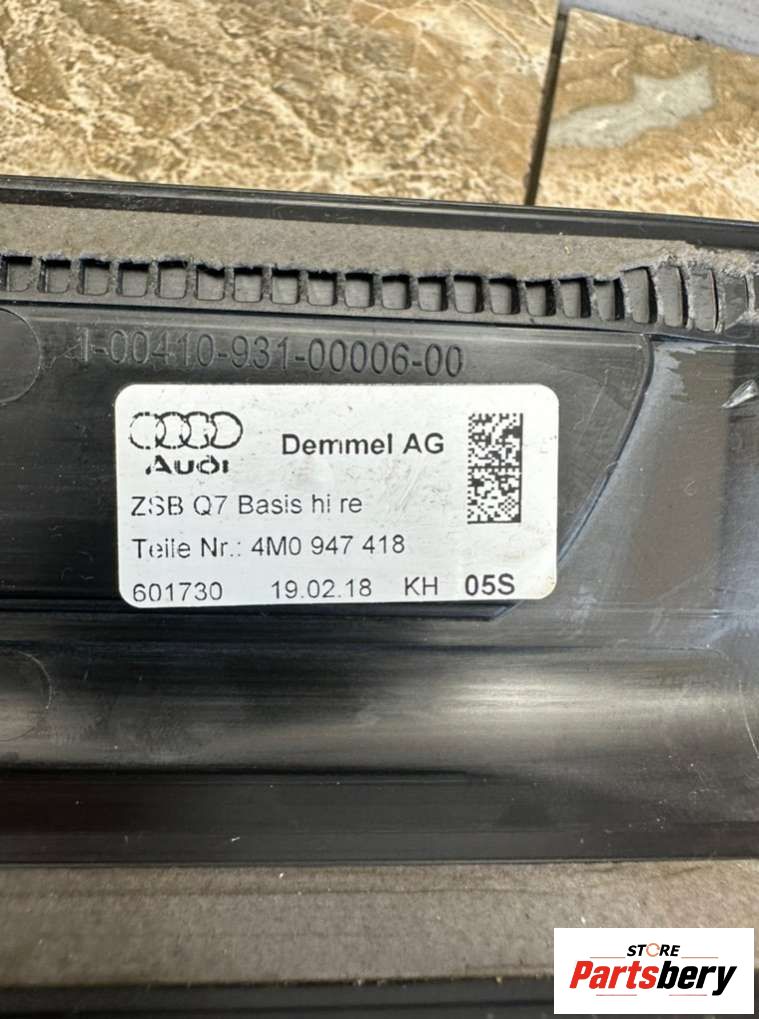 1-00410-931-00006-00
Audi
Demmel AG
ZSB Q7 Basis hi re
Teile Nr.: 4M0 947 418
601730 19.02.18 KH 05S
STORE
Partsbery